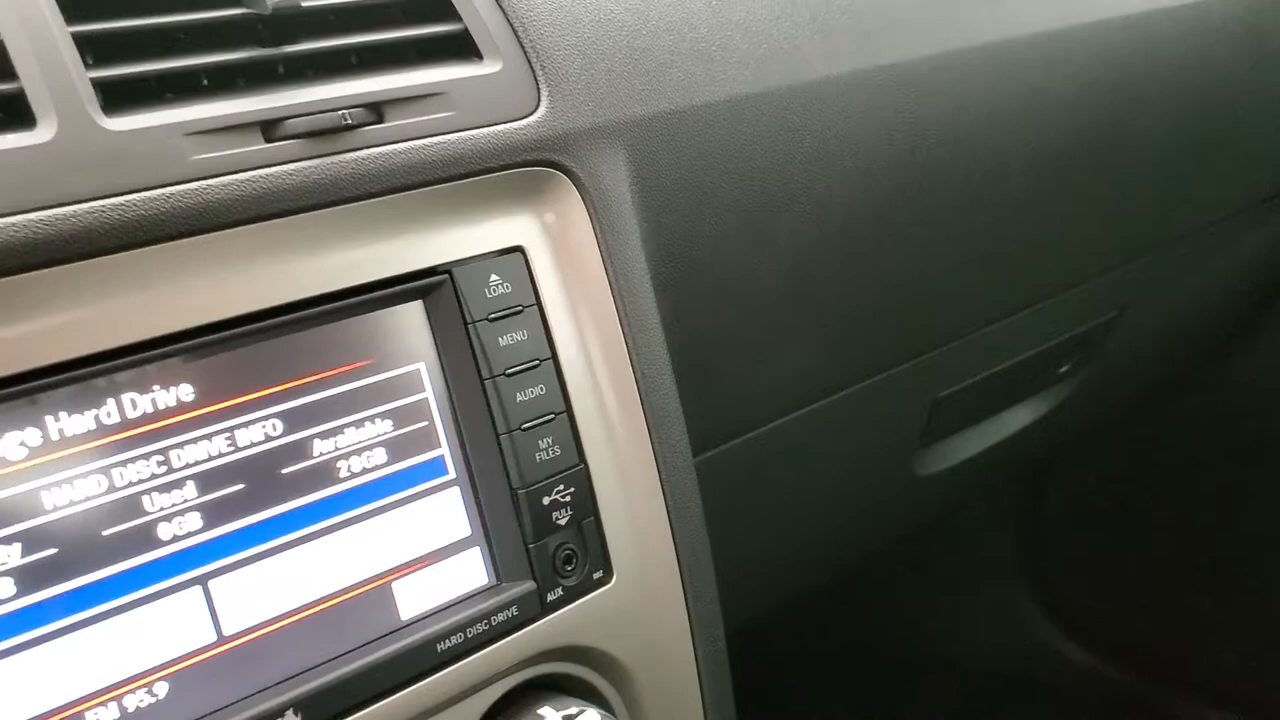 Hard Drive
HARD DISC DRIVE INFO
Used
Available
0GB
28GB
FM 95.9
LOAD
MENU
AUDIO
MY
FILES
PULL
AUX
HARD DISC DRIVE